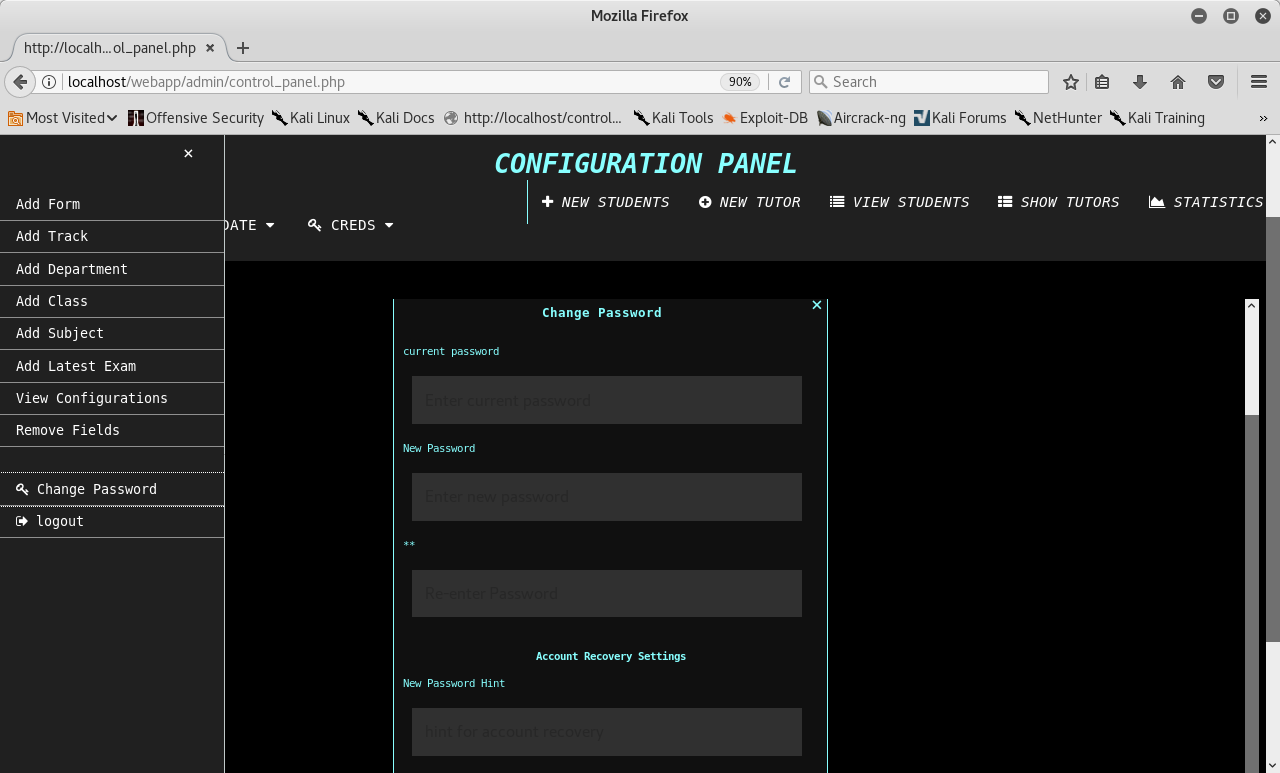 Mozilla Firefox
http://localh...ol_panel.php
localhost/webapp/admin/control_panel.php 90% Search
Most Visited Offensive Security Kali Linux Kali Docs http://localhost/control... Kali Tools Exploit-DB Aircrack-ng Kali Forums NetHunter Kali Training
CONFIGURATION PANEL
NEW STUDENTS NEW TUTOR VIEW STUDENTS SHOW TUTORS STATISTICS
DATE CREDS
Add Form
Add Track
Add Department
Add Class
Add Subject
Add Latest Exam
View Configurations
Remove Fields
Change Password
logout
Change Password
current password
Enter current password
New Password
Enter new password
**
Re-enter Password
Account Recovery Settings
New Password Hint
hint for account recovery